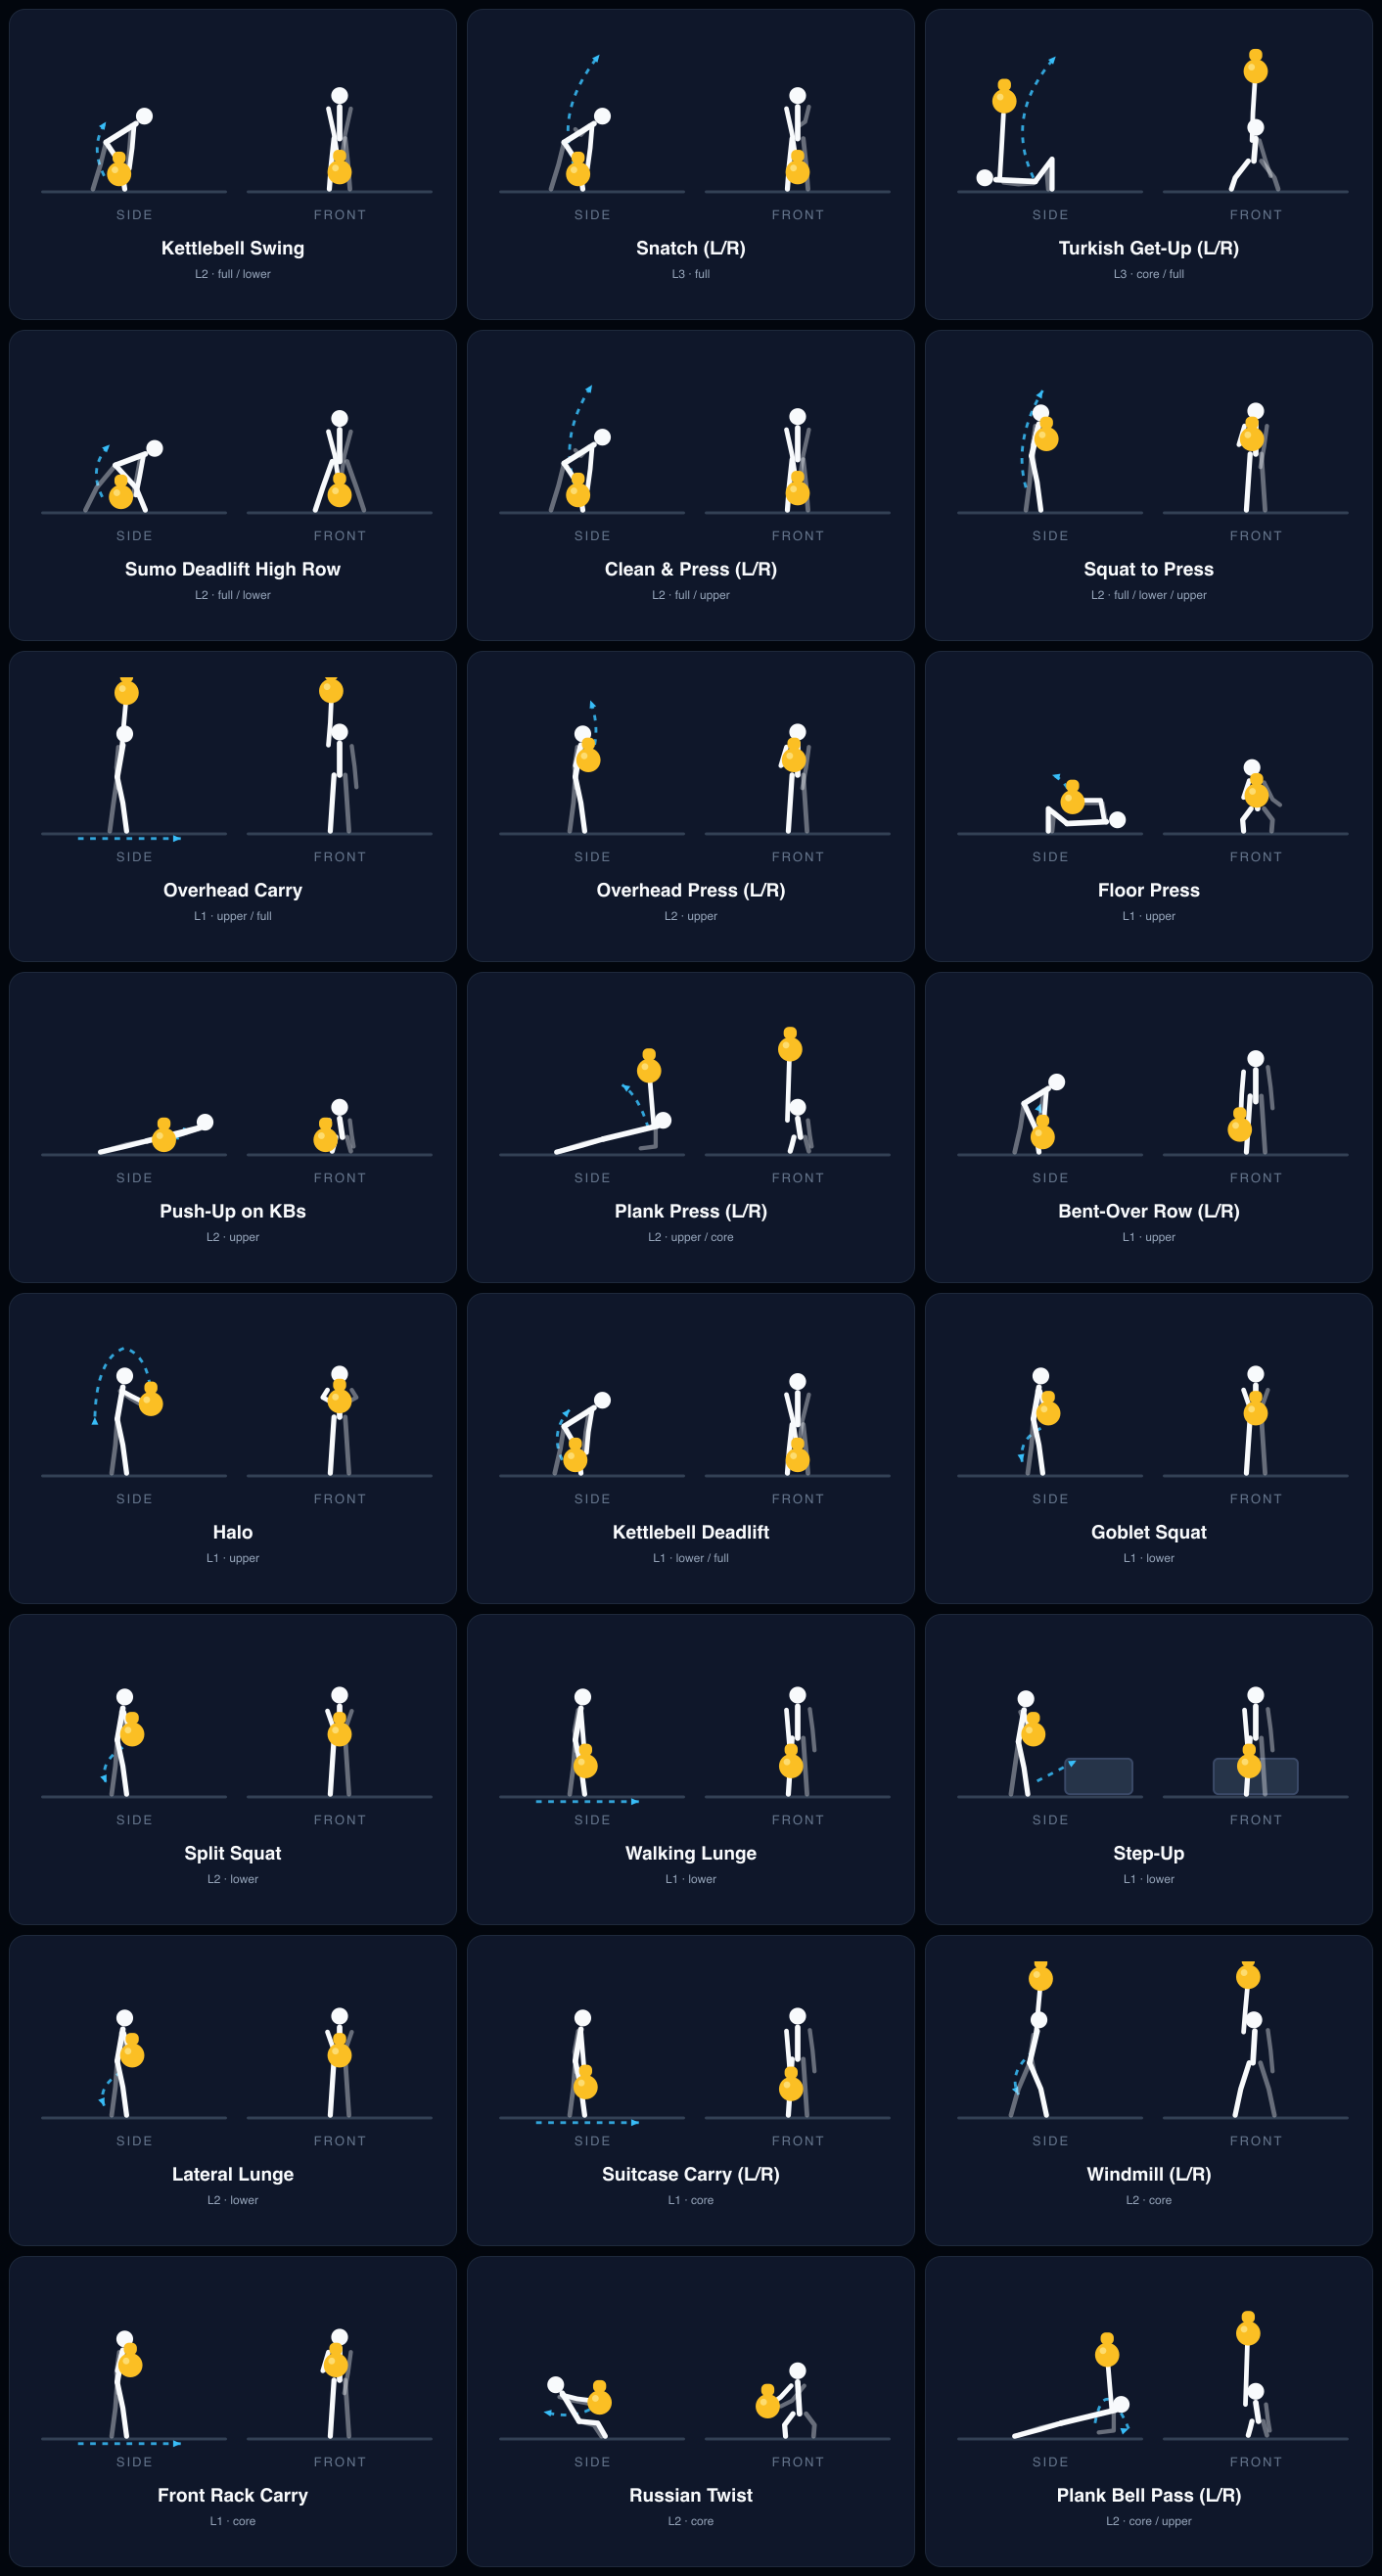 SIDE FRONT
Kettlebell Swing
L2 · full / lower
SIDE FRONT
Snatch (L/R)
L3 · full
SIDE FRONT
Turkish Get-Up (L/R)
L3 · core / full
SIDE FRONT
Sumo Deadlift High Row
L2 · full / lower
SIDE FRONT
Clean & Press (L/R)
L2 · full / upper
SIDE FRONT
Squat to Press
L2 · full / lower / upper
SIDE FRONT
Overhead Carry
L1 · upper / full
SIDE FRONT
Overhead Press (L/R)
L2 · upper
SIDE FRONT
Floor Press
L1 · upper
SIDE FRONT
Push-Up on KBs
L2 · upper
SIDE FRONT
Plank Press (L/R)
L2 · upper / core
SIDE FRONT
Bent-Over Row (L/R)
L1 · upper
SIDE FRONT
Halo
L1 · upper
SIDE FRONT
Kettlebell Deadlift
L1 · lower / full
SIDE FRONT
Goblet Squat
L1 · lower
SIDE FRONT
Split Squat
L2 · lower
SIDE FRONT
Walking Lunge
L1 · lower
SIDE FRONT
Step-Up
L1 · lower
SIDE FRONT
Lateral Lunge
L2 · lower
SIDE FRONT
Suitcase Carry (L/R)
L1 · core
SIDE FRONT
Windmill (L/R)
L2 · core
SIDE FRONT
Front Rack Carry
L1 · core
SIDE FRONT
Russian Twist
L2 · core
SIDE FRONT
Plank Bell Pass (L/R)
L2 · core / upper